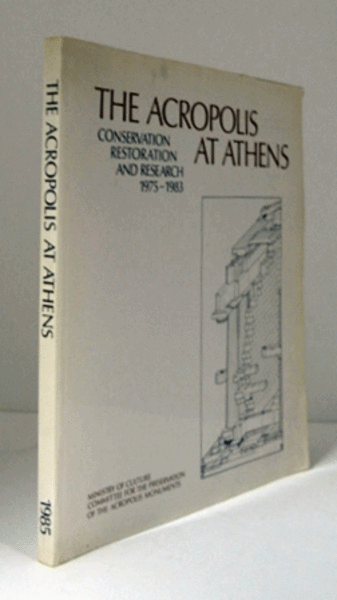 THE ACROPOLIS AT ATHENS
1985
THE ACROPOLIS
AT ATHENS
CONSERVATION
RESTORATION
AND RESEARCH
1975-1983
MINISTRY OF CULTURE
COMMITTEE FOR THE PRESERVATION
OF THE ACROPOLIS MONUMENTS